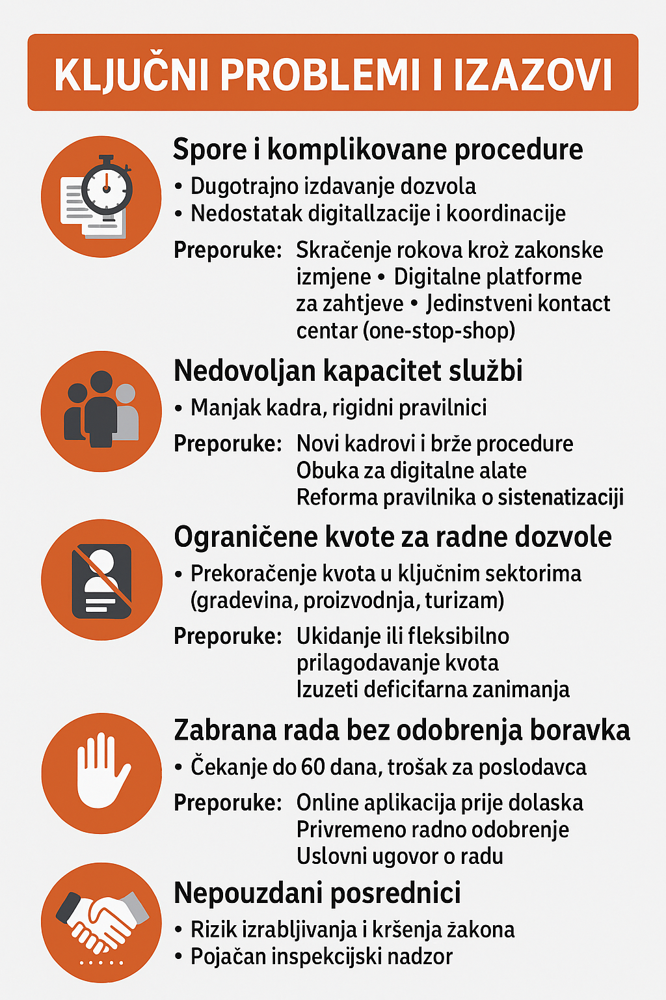 KLJUČNI PROBLEMI I IZAZOVI
Spore i komplikovane procedure
• Dugotrajno izdavanje dozvola
• Nedostatak digitallzacije i koordinacije
Preporuke: Skračenje rokova kroż zakonske
izmjene • Digitalne platforme
za zahtjeve • Jedinstveni kontact
centar (one-stop-shop)
Nedovoljan kapacitet službi
• Manjak kadra, rigidni pravilnici
Preporuke: Novi kadrovi i brže procedure
Obuka za digitalne alate
Reforma pravilnika o sistenatizaciji
Ograničene kvote za radne dozvole
• Prekoračenje kvota u ključnim sektorima
(gradevina, proizvodnja, turizam)
Preporuke: Ukidanje ili fleksibilno
prilagodavanje kvota
Izuzeti deficifarna zanimanja
Zabrana rada bez odobrenja boravka
• Čekanje do 60 dana, trošak za poslodavca
Preporuke: Online aplikacija prije dolaska
Privremeno radno odobrenje
Uslovni ugovor o radu
Nepouzdani posrednici
• Rizik izrabljivanja i kršenja žakona
• Pojačan inspekcijski nadzor